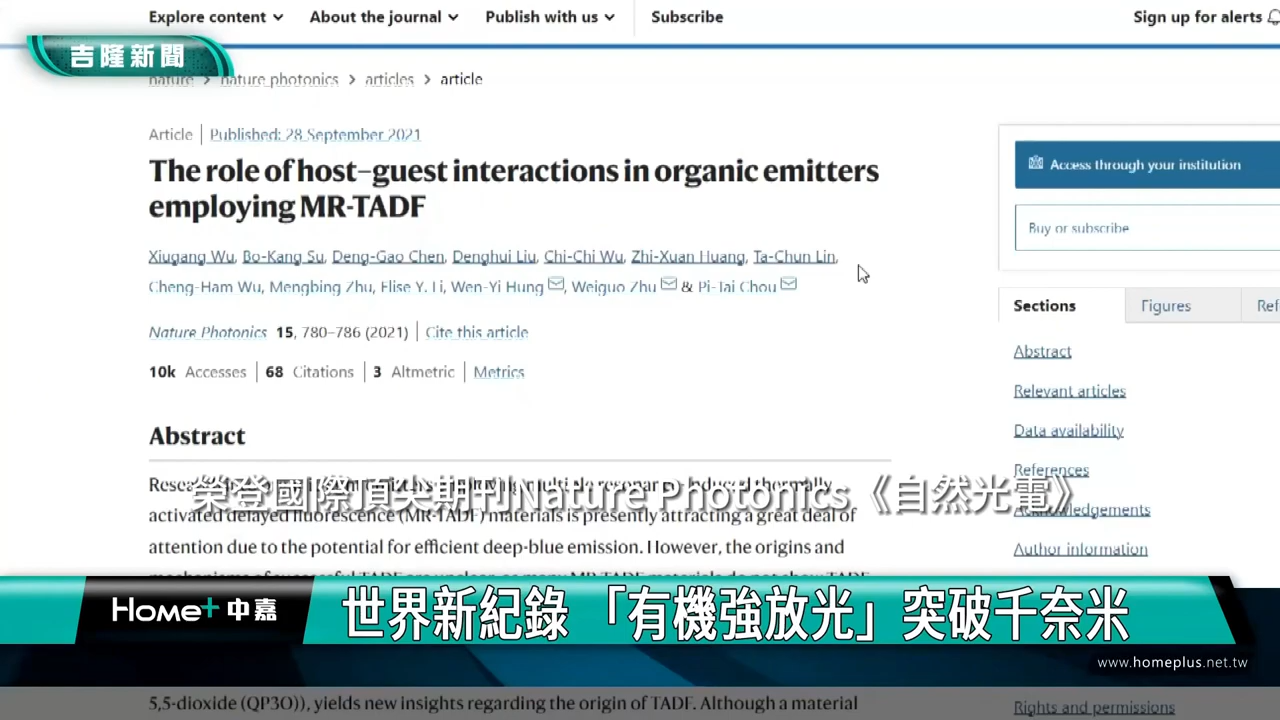 Explore content About the journal Publish with us Subscribe Sign up for alerts
吉隆新聞
nature > nature photonics > articles > article
Article | Published: 28 September 2021
The role of host–guest interactions in organic emitters
employing MR-TADF
Xiugang Wu, Bo-Kang Su, Deng-Gao Chen, Denghui Liu, Chi-Chi Wu, Zhi-Xuan Huang, Ta-Chun Lin,
Cheng-Ham Wu, Mengbing Zhu, Elise Y. Li, Wen-Yi Hung, Weiguo Zhu & Pi-Tai Chou
Nature Photonics 15, 780–786 (2021) | Cite this article
10k Accesses | 68 Citations | 3 Altmetric | Metrics
Abstract
榮登國際頂尖期刊Nature Photonics《自然光電》
activated delayed fluorescence (MR-TADF) materials is presently attracting a great deal of
attention due to the potential for efficient deep-blue emission. However, the origins and
Access through your institution
Buy or subscribe
Sections Figures Ref
Abstract
Relevant articles
Data availability
References
Acknowledgements
Author information
Home+中嘉
世界新紀錄 「有機強放光」突破千奈米
www.homeplus.net.tw
5,5-dioxide (QP3O)), yields new insights regarding the origin of TADF. Although a material
Rights and permissions